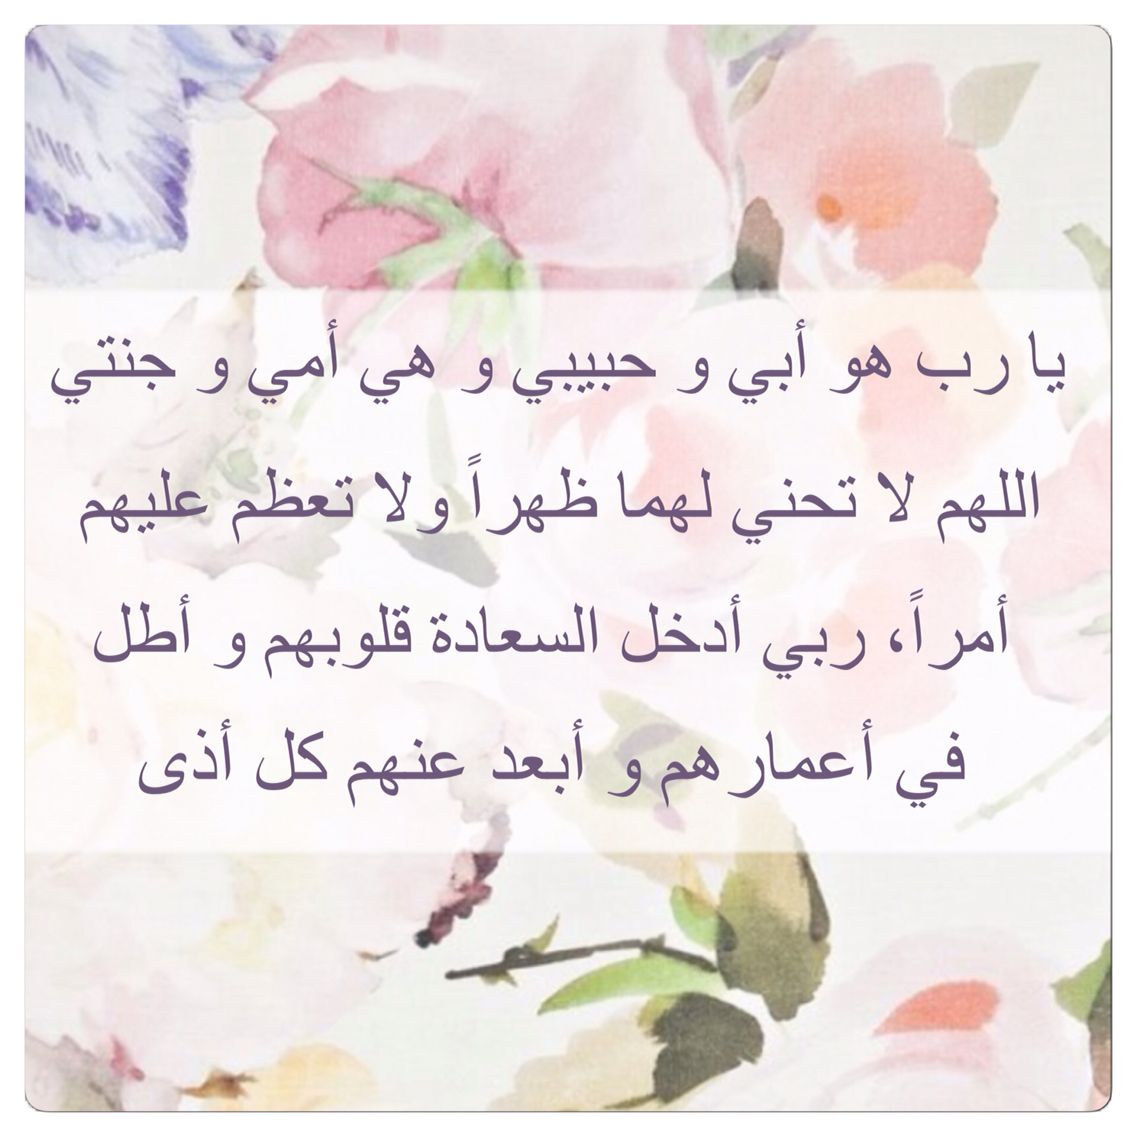 يا رب هو أبي و حبيبي و هي أمي و جنتي
اللهم لا تحني لهما ظهراً ولا تعظم عليهم
أمراً، ربي أدخل السعادة قلوبهم و أطل
في أعمارهم و أبعد عنهم كل أذى